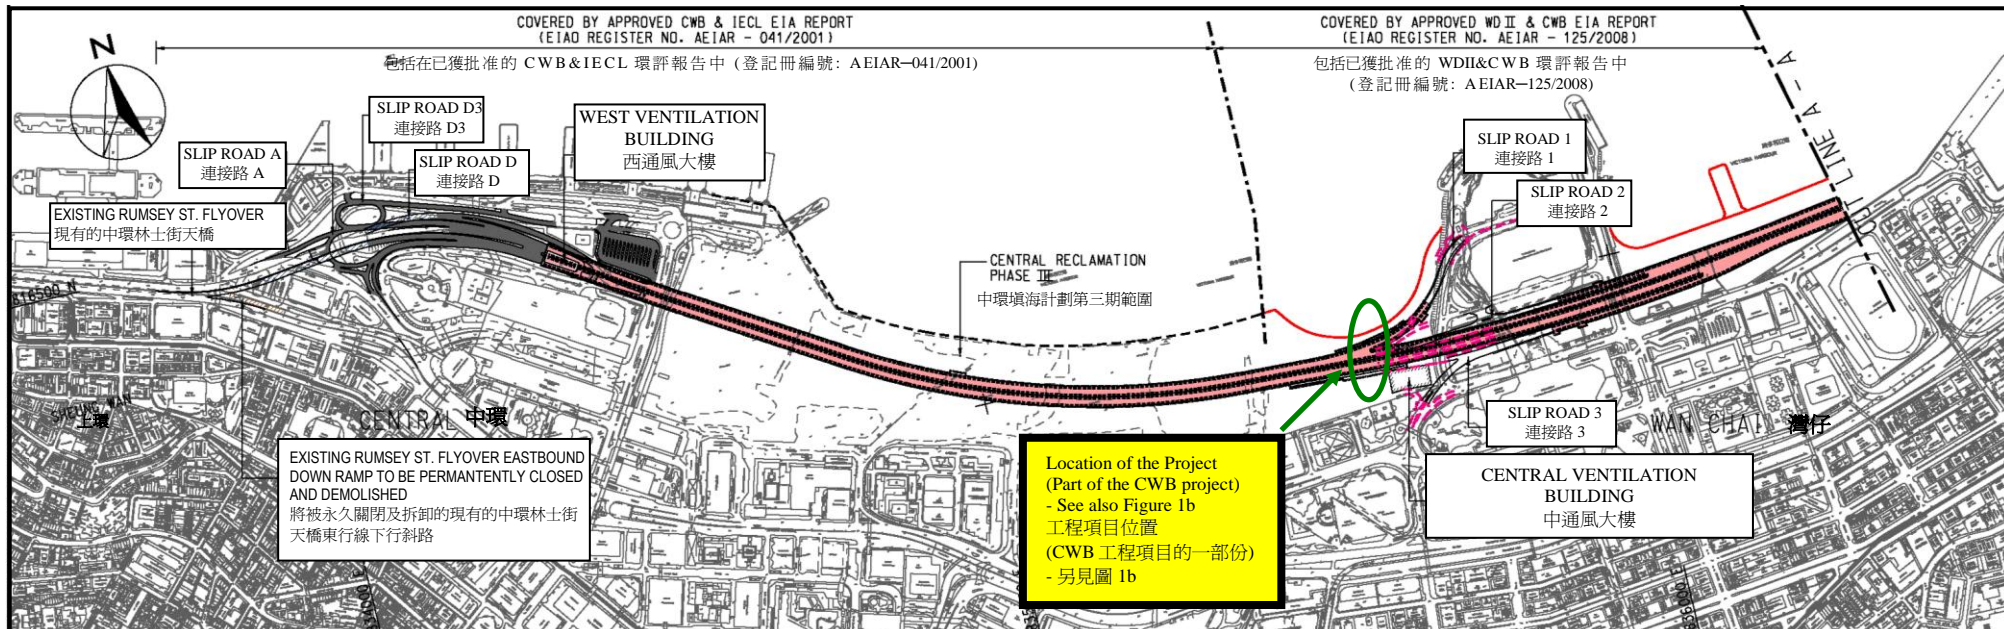 COVERED BY APPROVED CWB & IECL EIA REPORT
(EIAO REGISTER NO. AEIAR - 041/2001)
包括在已獲批准的 CWB&IECL 環評報告中 (登記冊編號: AEIAR─041/2001)
COVERED BY APPROVED WDII & CWB EIA REPORT
(EIAO REGISTER NO. AEIAR - 125/2008)
包括已獲批准的 WDII&CWB 環評報告中
(登記冊編號: AEIAR─125/2008)
CUT LINE A - A
N
SLIP ROAD D3
連接路 D3
SLIP ROAD A
連接路 A
SLIP ROAD D
連接路 D
WEST VENTILATION
BUILDING
西通風大樓
EXISTING RUMSEY ST. FLYOVER
現有的中環林士街天橋
SLIP ROAD 1
連接路 1
SLIP ROAD 2
連接路 2
VICTORIA HARBOUR
CENTRAL RECLAMATION
PHASE III
中環填海計劃第三期範圍
816500 N
SHEUNG WAN
上環
CENTRAL 中環
SLIP ROAD 3
連接路 3
WAN CHAI 灣仔
EXISTING RUMSEY ST. FLYOVER EASTBOUND
DOWN RAMP TO BE PERMANTENTLY CLOSED
AND DEMOLISHED
將被永久關閉及拆卸的現有的中環林士街
天橋東行線下行斜路
Location of the Project
(Part of the CWB project)
- See also Figure 1b
工程項目位置
(CWB 工程項目的一部份)
- 另見圖 1b
CENTRAL VENTILATION
BUILDING
中通風大樓